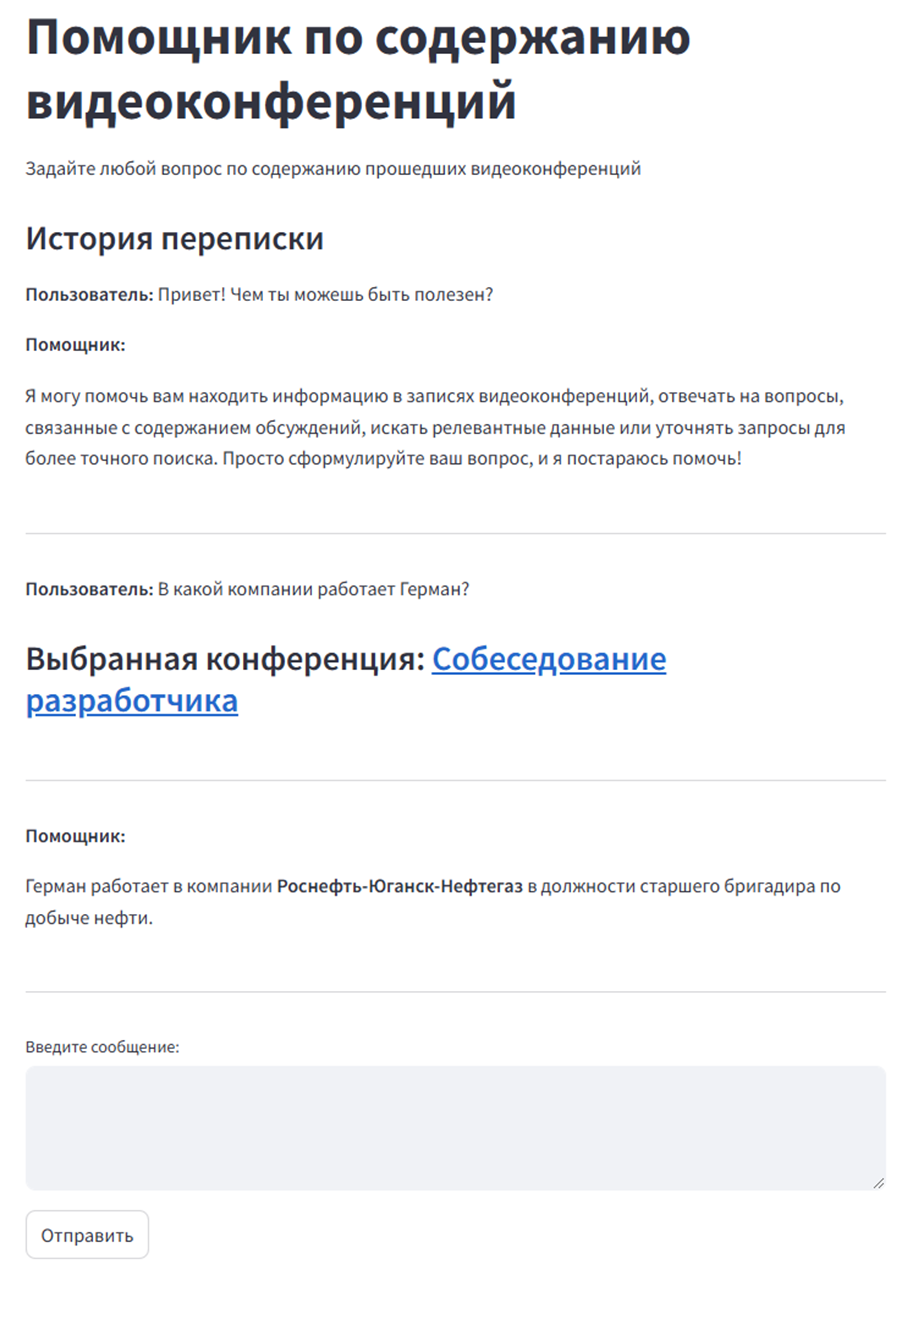 Помощник по содержанию
видеоконференций
Задайте любой вопрос по содержанию прошедших видеоконференций
История переписки
Пользователь: Привет! Чем ты можешь быть полезен?
Помощник:
Я могу помочь вам находить информацию в записях видеоконференций, отвечать на вопросы,
связанные с содержанием обсуждений, искать релевантные данные или уточнять запросы для
более точного поиска. Просто сформулируйте ваш вопрос, и я постараюсь помочь!
Пользователь: В какой компании работает Герман?
Выбранная конференция: Собеседование
разработчика
Помощник:
Герман работает в компании Роснефть-Юганск-Нефтегаз в должности старшего бригадира по
добыче нефти.
Введите сообщение:
Отправить